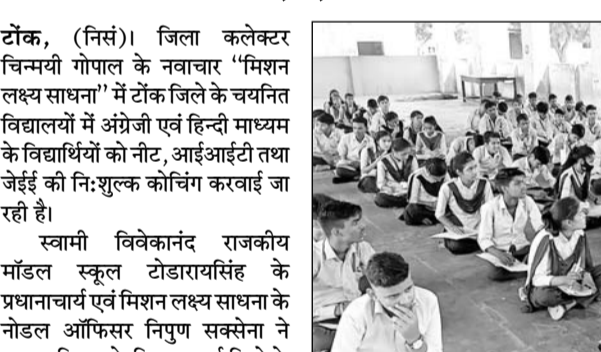 टोंक, (निसं)। जिला कलेक्टर
चिन्मयी गोपाल के नवाचार “मिशन
लक्ष्य साधना” में टोंक जिले के चयनित
विद्यालयों में अंग्रेजी एवं हिन्दी माध्यम
के विद्यार्थियों को नीट, आईआईटी तथा
जेईई की नि:शुल्क कोचिंग करवाई जा
रही है।
स्वामी विवेकानंद राजकीय
मॉडल स्कूल टोडारायसिंह के
प्रधानाचार्य एवं मिशन लक्ष्य साधना के
नोडल ऑफिसर निपुण सक्सेना ने